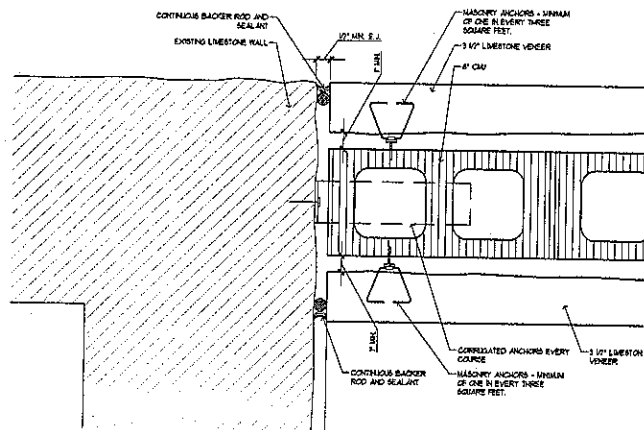 CONTINUOUS BACKER ROD AND
SEALANT
EXISTING LIMESTONE WALL
1/2" MIN. S. J.
1" MIN.
MASONRY ANCHORS - MINIMUM
OF ONE IN EVERY THREE
SQUARE FEET.
3 1/2" LIMESTONE VENEER
8" CMU
1" MIN.
CORRUGATED ANCHORS EVERY
COURSE
3 1/2" LIMESTON
VENEER
CONTINUOUS BACKER
ROD AND SEALANT
MASONRY ANCHORS - MINIMUM
OF ONE IN EVERY THREE
SQUARE FEET.